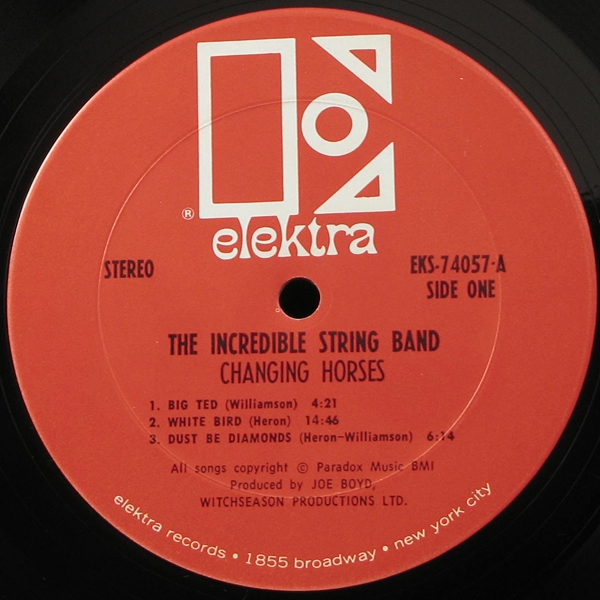 ®
elektra
STEREO
EKS-74057-A
SIDE ONE
THE INCREDIBLE STRING BAND
CHANGING HORSES
1. BIG TED (Williamson) 4:21
2. WHITE BIRD (Heron) 14:46
3. DUST BE DIAMONDS (Heron-Williamson) 6:14
All songs copyright © Paradox Music BMI
Produced by JOE BOYD,
WITCHSEASON PRODUCTIONS LTD.
elektra records • 1855 broadway • new york city